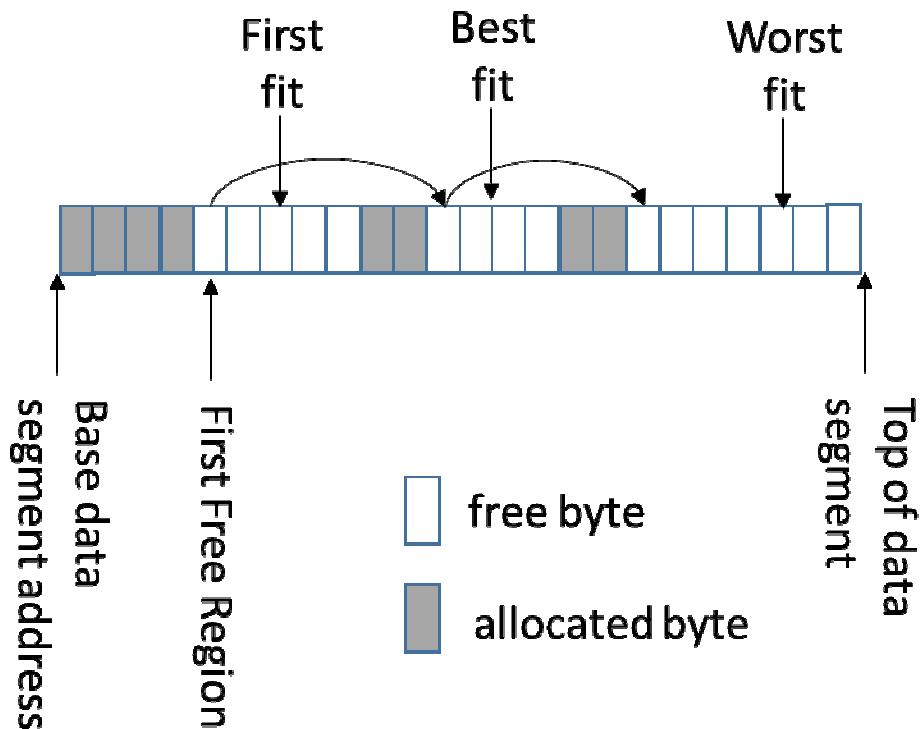 First
fit
Best
fit
Worst
fit
Base data
segment address
First Free Region
Top of data
segment
free byte
allocated byte